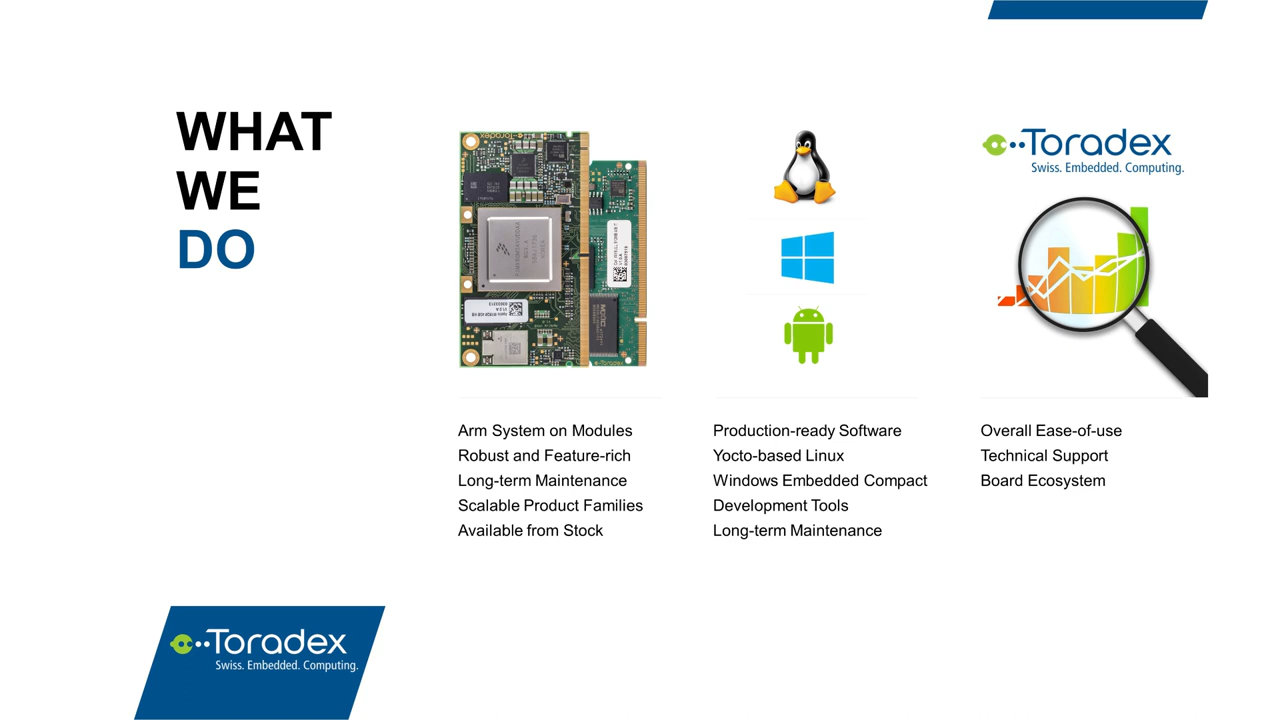 WHAT
WE
DO
Toradex
Swiss. Embedded. Computing.
Arm System on Modules
Robust and Feature-rich
Long-term Maintenance
Scalable Product Families
Available from Stock
Production-ready Software
Yocto-based Linux
Windows Embedded Compact
Development Tools
Long-term Maintenance
Overall Ease-of-use
Technical Support
Board Ecosystem
Toradex
Swiss. Embedded. Computing.